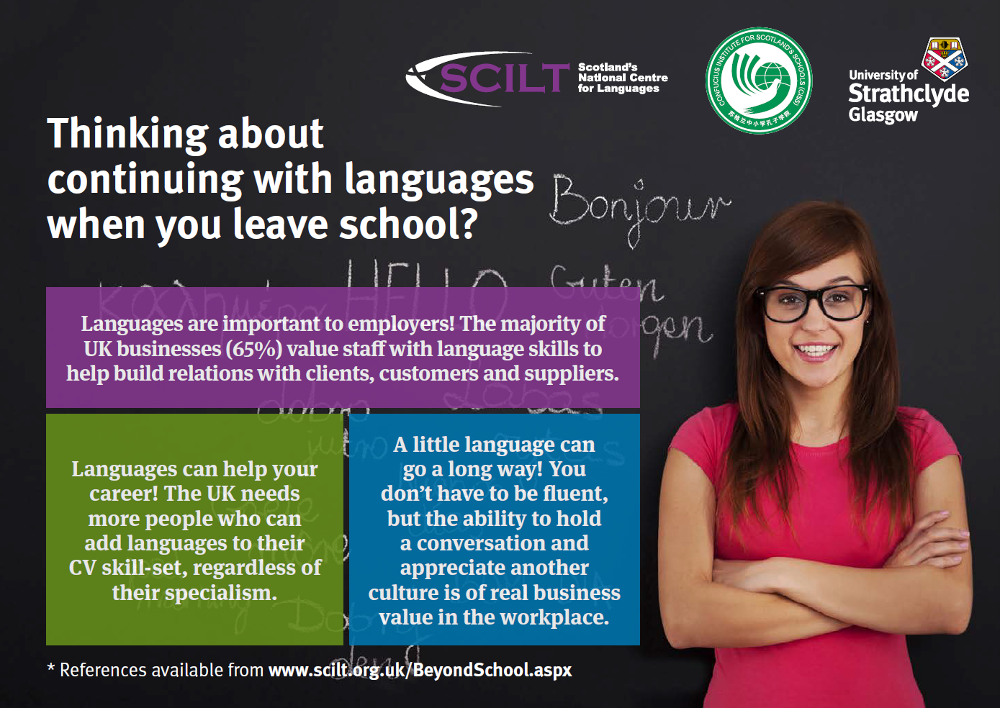 SCILT
Scotland's
National Centre
for Languages
CONFUCIUS INSTITUTE FOR SCOTLAND'S SCHOOLS (CISS)
苏格兰中小学孔子学院
University of
Strathclyde
Glasgow
Thinking about
continuing with languages
when you leave school?
Bonjour
HELLO
Guten
Languages are important to employers! The majority of
UK businesses (65%) value staff with language skills to
help build relations with clients, customers and suppliers.
dobro
Labas
jutro
Languages can help your
career! The UK needs
more people who can
add languages to their
CV skill-set, regardless of
their specialism.
A little language can
go a long way! You
don't have to be fluent,
but the ability to hold
a conversation and
appreciate another
culture is of real business
value in the workplace.
morning
* References available from www.scilt.org.uk/BeyondSchool.aspx